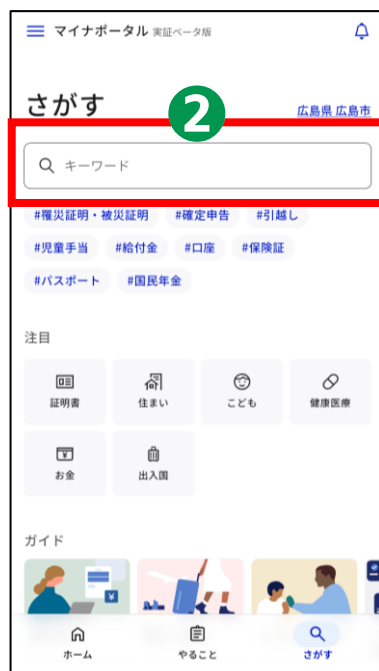 マイナポータル 実証ベータ版
さがす
2
広島県 広島市
キーワード
#罹災証明・被災証明 #確定申告 #引越し
#児童手当 #給付金 #口座 #保険証
#パスポート #国民年金
注目
証明書 住まい こども 健康医療
お金 出入国
ガイド
ホーム やること さがす